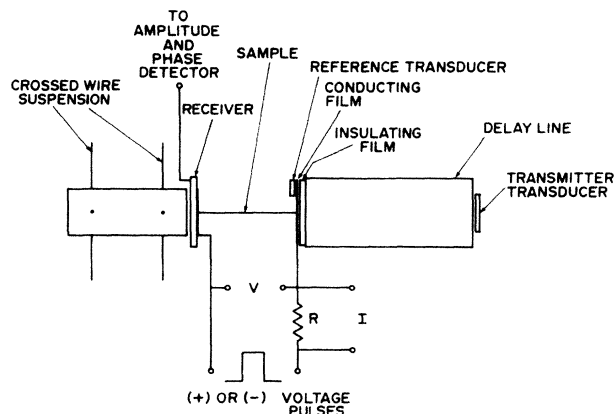 TO
AMPLITUDE
AND
PHASE
DETECTOR
SAMPLE
REFERENCE TRANSDUCER
CONDUCTING
FILM
CROSSED WIRE
SUSPENSION
RECEIVER
INSULATING
FILM
DELAY LINE
TRANSMITTER
TRANSDUCER
V
R
I
(+) OR (-) VOLTAGE
PULSES